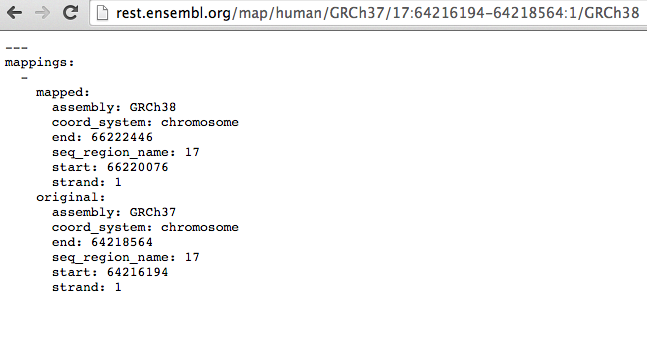 rest.ensembl.org/map/human/GRCh37/17:64216194-64218564:1/GRCh38
---
mappings:
  -
    mapped:
      assembly: GRCh38
      coord_system: chromosome
      end: 66222446
      seq_region_name: 17
      start: 66220076
      strand: 1
    original:
      assembly: GRCh37
      coord_system: chromosome
      end: 64218564
      seq_region_name: 17
      start: 64216194
      strand: 1